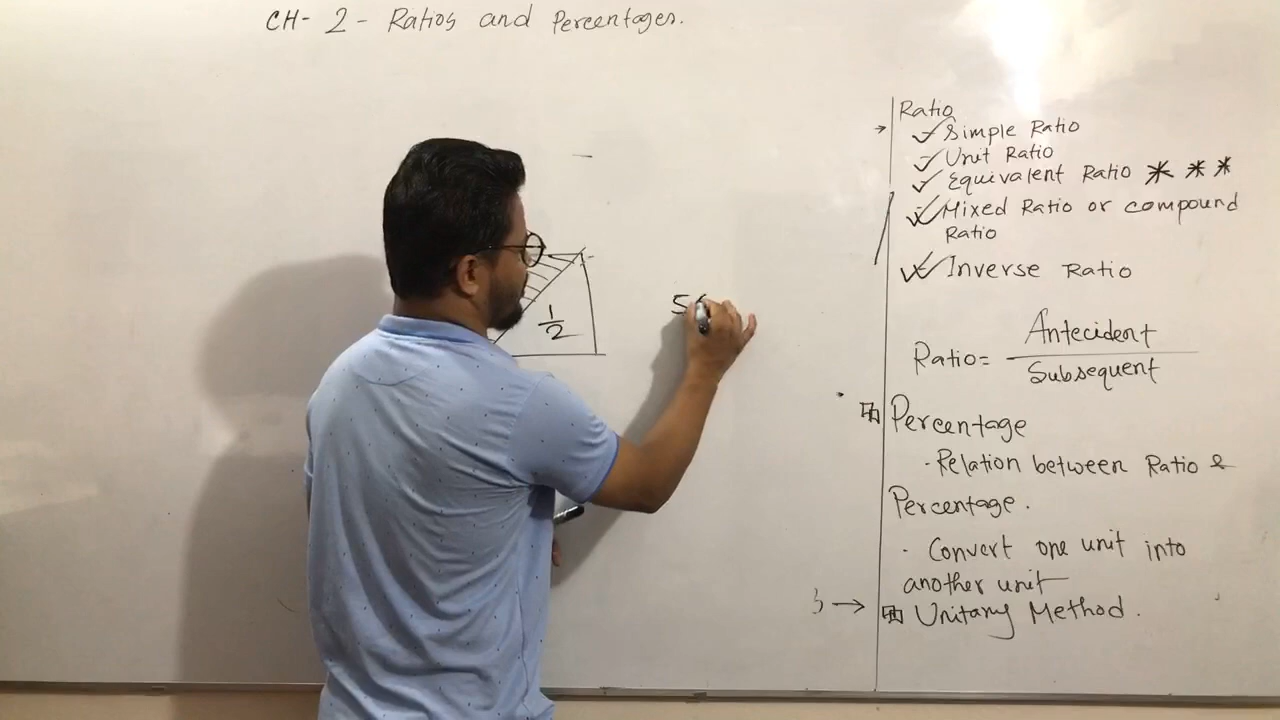 CH- 2 - Ratios and Percentages.
Ratio
Simple Ratio
Unit Ratio
Equivalent Ratio ***
Mixed Ratio or compound
Ratio
Inverse Ratio
1
2
5
Ratio= Antecident
Subsequent
Percentage
· Relation between Ratio &
Percentage.
· Convert one unit into
another unit
Unitary Method.